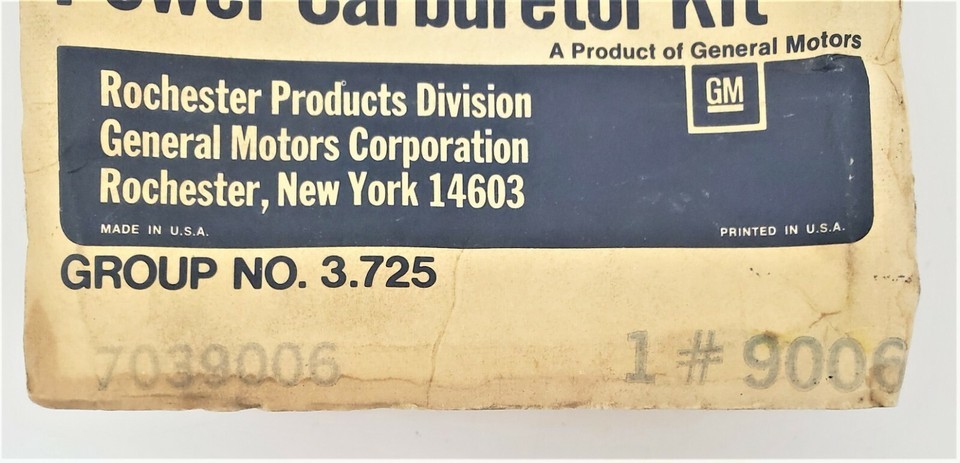 Power Carburetor Kit
A Product of General Motors
GM
Rochester Products Division
General Motors Corporation
Rochester, New York 14603
MADE IN U.S.A.
PRINTED IN U.S.A.
GROUP NO. 3.725
7039006
1 # 9006